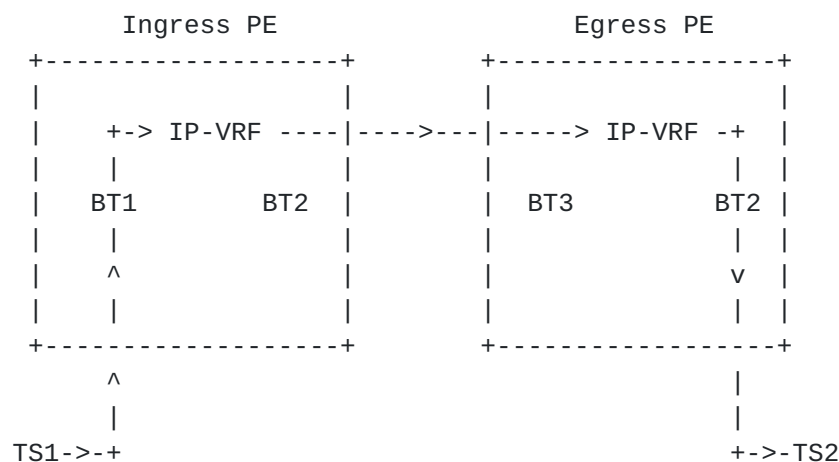 Ingress PE Egress PE
+-------------------+ +------------------+
| | | |
| +-> IP-VRF ----|---->---|-----> IP-VRF -+ |
| | | | | |
| BT1 BT2 | | BT3 BT2 |
| | | | | |
| ^ | | v |
| | | | | |
+-------------------+ +------------------+
^ |
| |
TS1->-+ +->-TS2